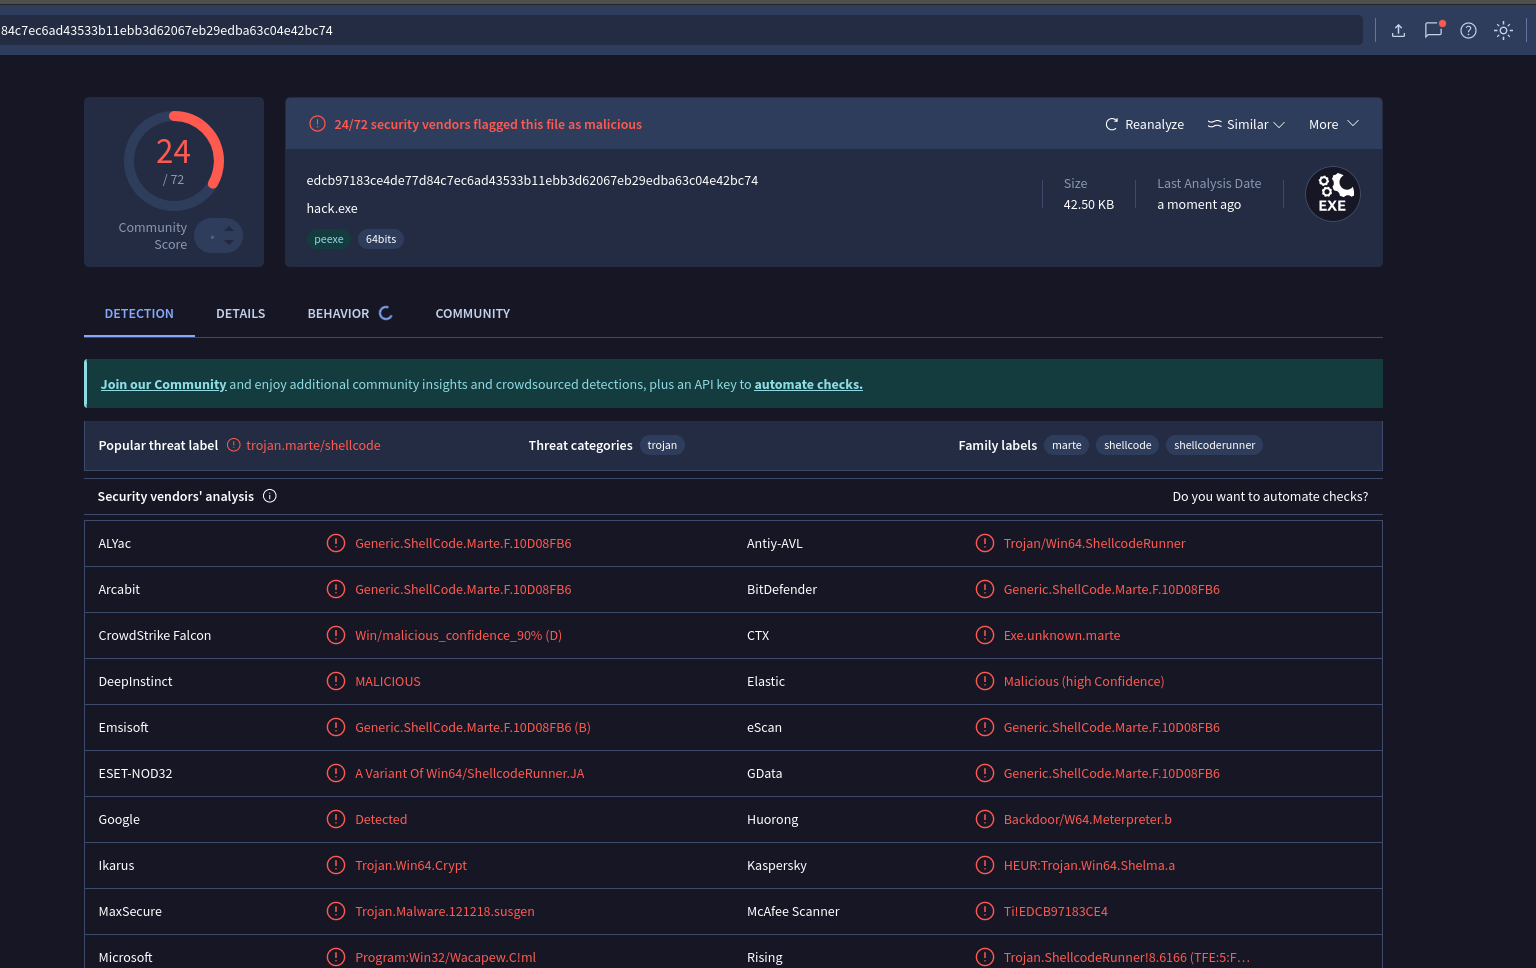 84c7ec6ad43533b11ebb3d62067eb29edba63c04e42bc74
24
/ 72
Community
Score
24/72 security vendors flagged this file as malicious
Reanalyze
Similar
More
edcb97183ce4de77d84c7ec6ad43533b11ebb3d62067eb29edba63c04e42bc74
hack.exe
peexe
64bits
Size
42.50 KB
Last Analysis Date
a moment ago
EXE
DETECTION
DETAILS
BEHAVIOR
COMMUNITY
Join our Community and enjoy additional community insights and crowdsourced detections, plus an API key to automate checks.
Popular threat label trojan.marte/shellcode
Threat categories trojan
Family labels marte shellcode shellcoderunner
Security vendors' analysis
Do you want to automate checks?
ALYac Generic.ShellCode.Marte.F.10D08FB6 Antiy-AVL Trojan/Win64.ShellcodeRunner
Arcabit Generic.ShellCode.Marte.F.10D08FB6 BitDefender Generic.ShellCode.Marte.F.10D08FB6
CrowdStrike Falcon Win/malicious_confidence_90% (D) CTX Exe.unknown.marte
DeepInstinct MALICIOUS Elastic Malicious (high Confidence)
Emsisoft Generic.ShellCode.Marte.F.10D08FB6 (B) eScan Generic.ShellCode.Marte.F.10D08FB6
ESET-NOD32 A Variant Of Win64/ShellcodeRunner.JA GData Generic.ShellCode.Marte.F.10D08FB6
Google Detected Huorong Backdoor/W64.Meterpreter.b
Ikarus Trojan.Win64.Crypt Kaspersky HEUR:Trojan.Win64.Shelma.a
MaxSecure Trojan.Malware.121218.susgen McAfee Scanner Ti!EDCB97183CE4
Microsoft Program:Win32/Wacapew.C!ml Rising Trojan.ShellcodeRunner!8.6166 (TFE:5:F…